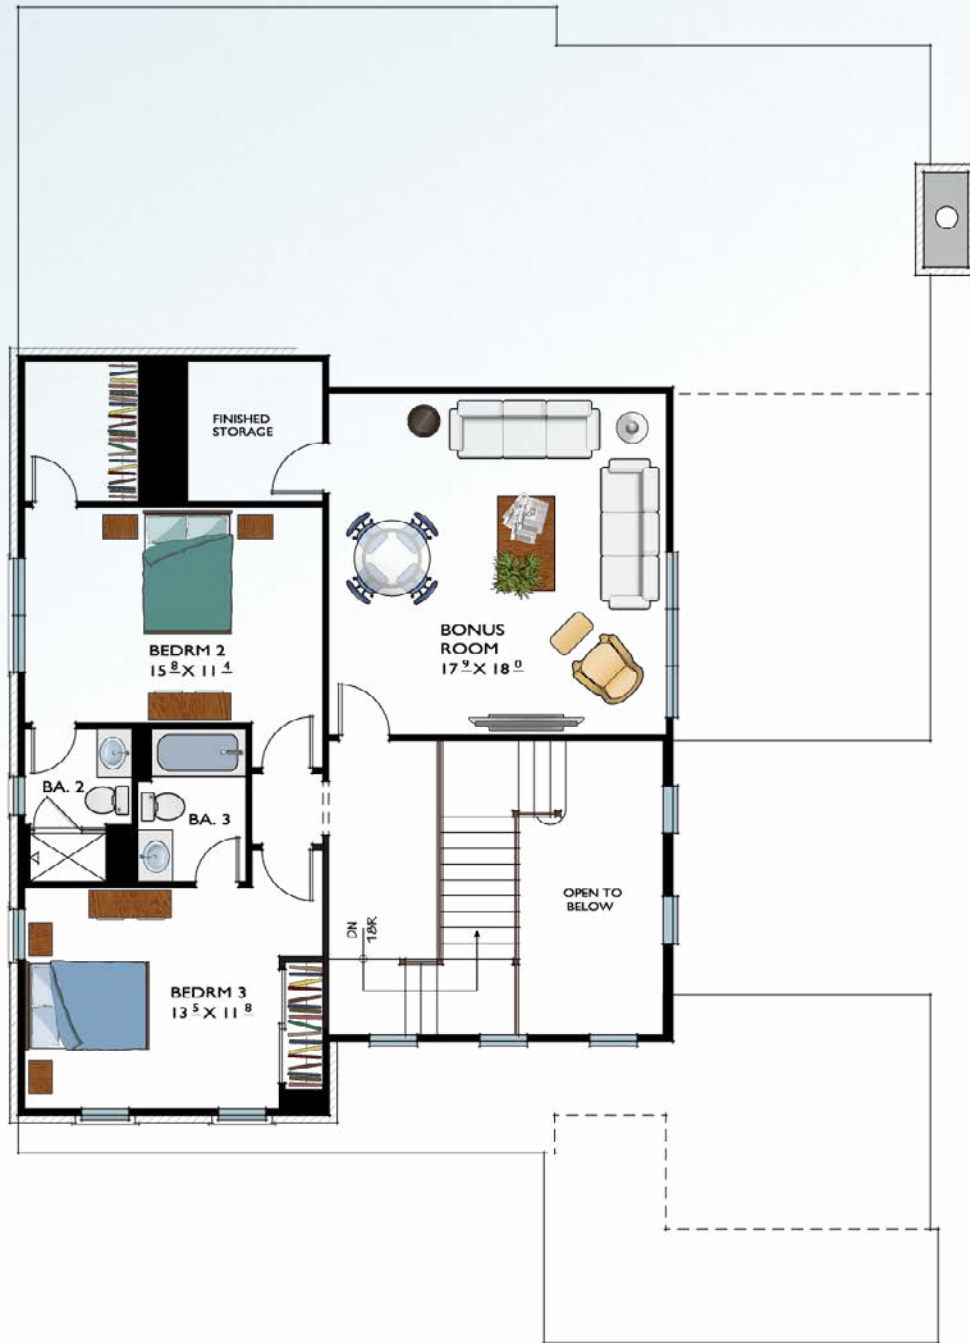 FINISHED
STORAGE
BEDRM 2
15 8 X 11 4
BONUS
ROOM
17 9 X 18 0
BA. 2
BA. 3
OPEN TO
BELOW
DN
18R
BEDRM 3
13 5 X 11 8